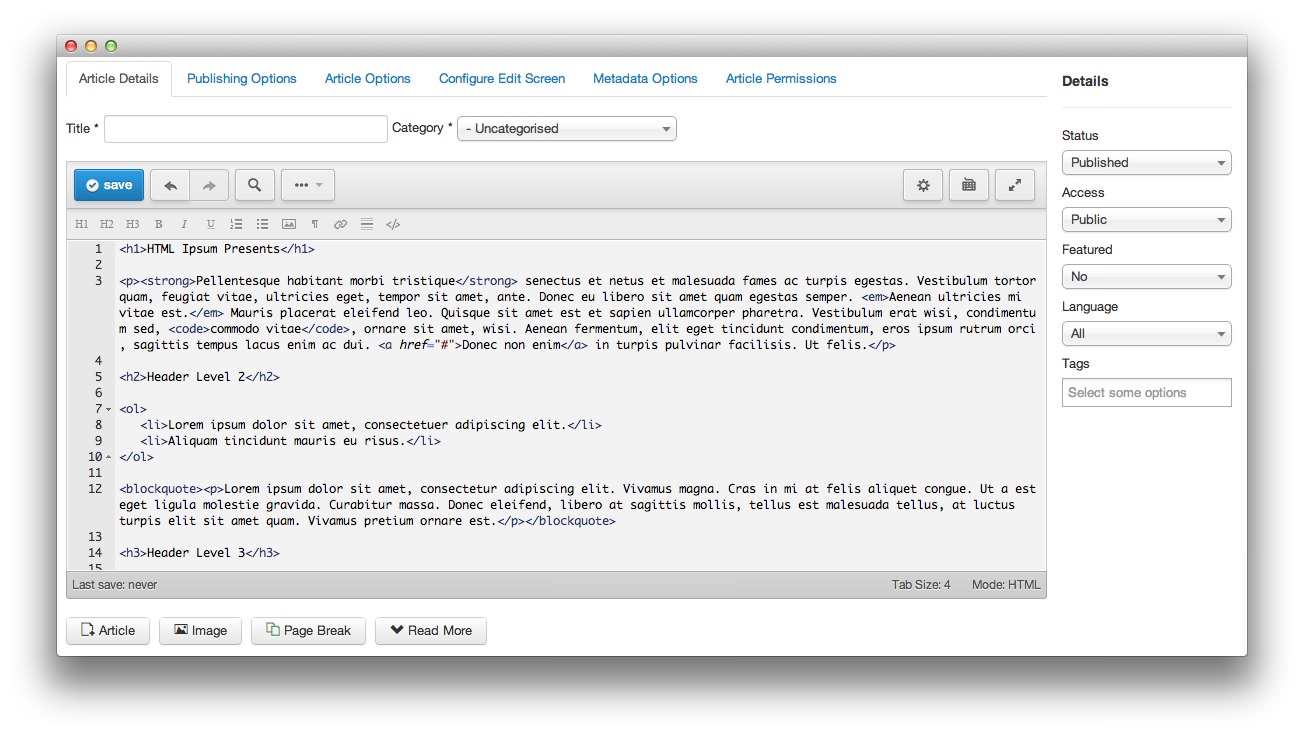 Article Details Publishing Options Article Options Configure Edit Screen Metadata Options Article Permissions
Title * Category * - Uncategorised
save
H1 H2 H3 B I U ¶ </>
1 <h1>HTML Ipsum Presents</h1>
2
3 <p><strong>Pellentesque habitant morbi tristique</strong> senectus et netus et malesuada fames ac turpis egestas. Vestibulum tortor
quam, feugiat vitae, ultricies eget, tempor sit amet, ante. Donec eu libero sit amet quam egestas semper. <em>Aenean ultricies mi
vitae est.</em> Mauris placerat eleifend leo. Quisque sit amet est et sapien ullamcorper pharetra. Vestibulum erat wisi, condimentu
m sed, <code>commodo vitae</code>, ornare sit amet, wisi. Aenean fermentum, elit eget tincidunt condimentum, eros ipsum rutrum orci
, sagittis tempus lacus enim ac dui. <a href="#">Donec non enim</a> in turpis pulvinar facilisis. Ut felis.</p>
4
5 <h2>Header Level 2</h2>
6
7 <ol>
8 <li>Lorem ipsum dolor sit amet, consectetuer adipiscing elit.</li>
9 <li>Aliquam tincidunt mauris eu risus.</li>
10 </ol>
11
12 <blockquote><p>Lorem ipsum dolor sit amet, consectetur adipiscing elit. Vivamus magna. Cras in mi at felis aliquet congue. Ut a est
eget ligula molestie gravida. Curabitur massa. Donec eleifend, libero at sagittis mollis, tellus est malesuada tellus, at luctus
turpis elit sit amet quam. Vivamus pretium ornare est.</p></blockquote>
13
14 <h3>Header Level 3</h3>
15
Last save: never Tab Size: 4 Mode: HTML
Article Image Page Break Read More
Details
Status
Published
Access
Public
Featured
No
Language
All
Tags
Select some options